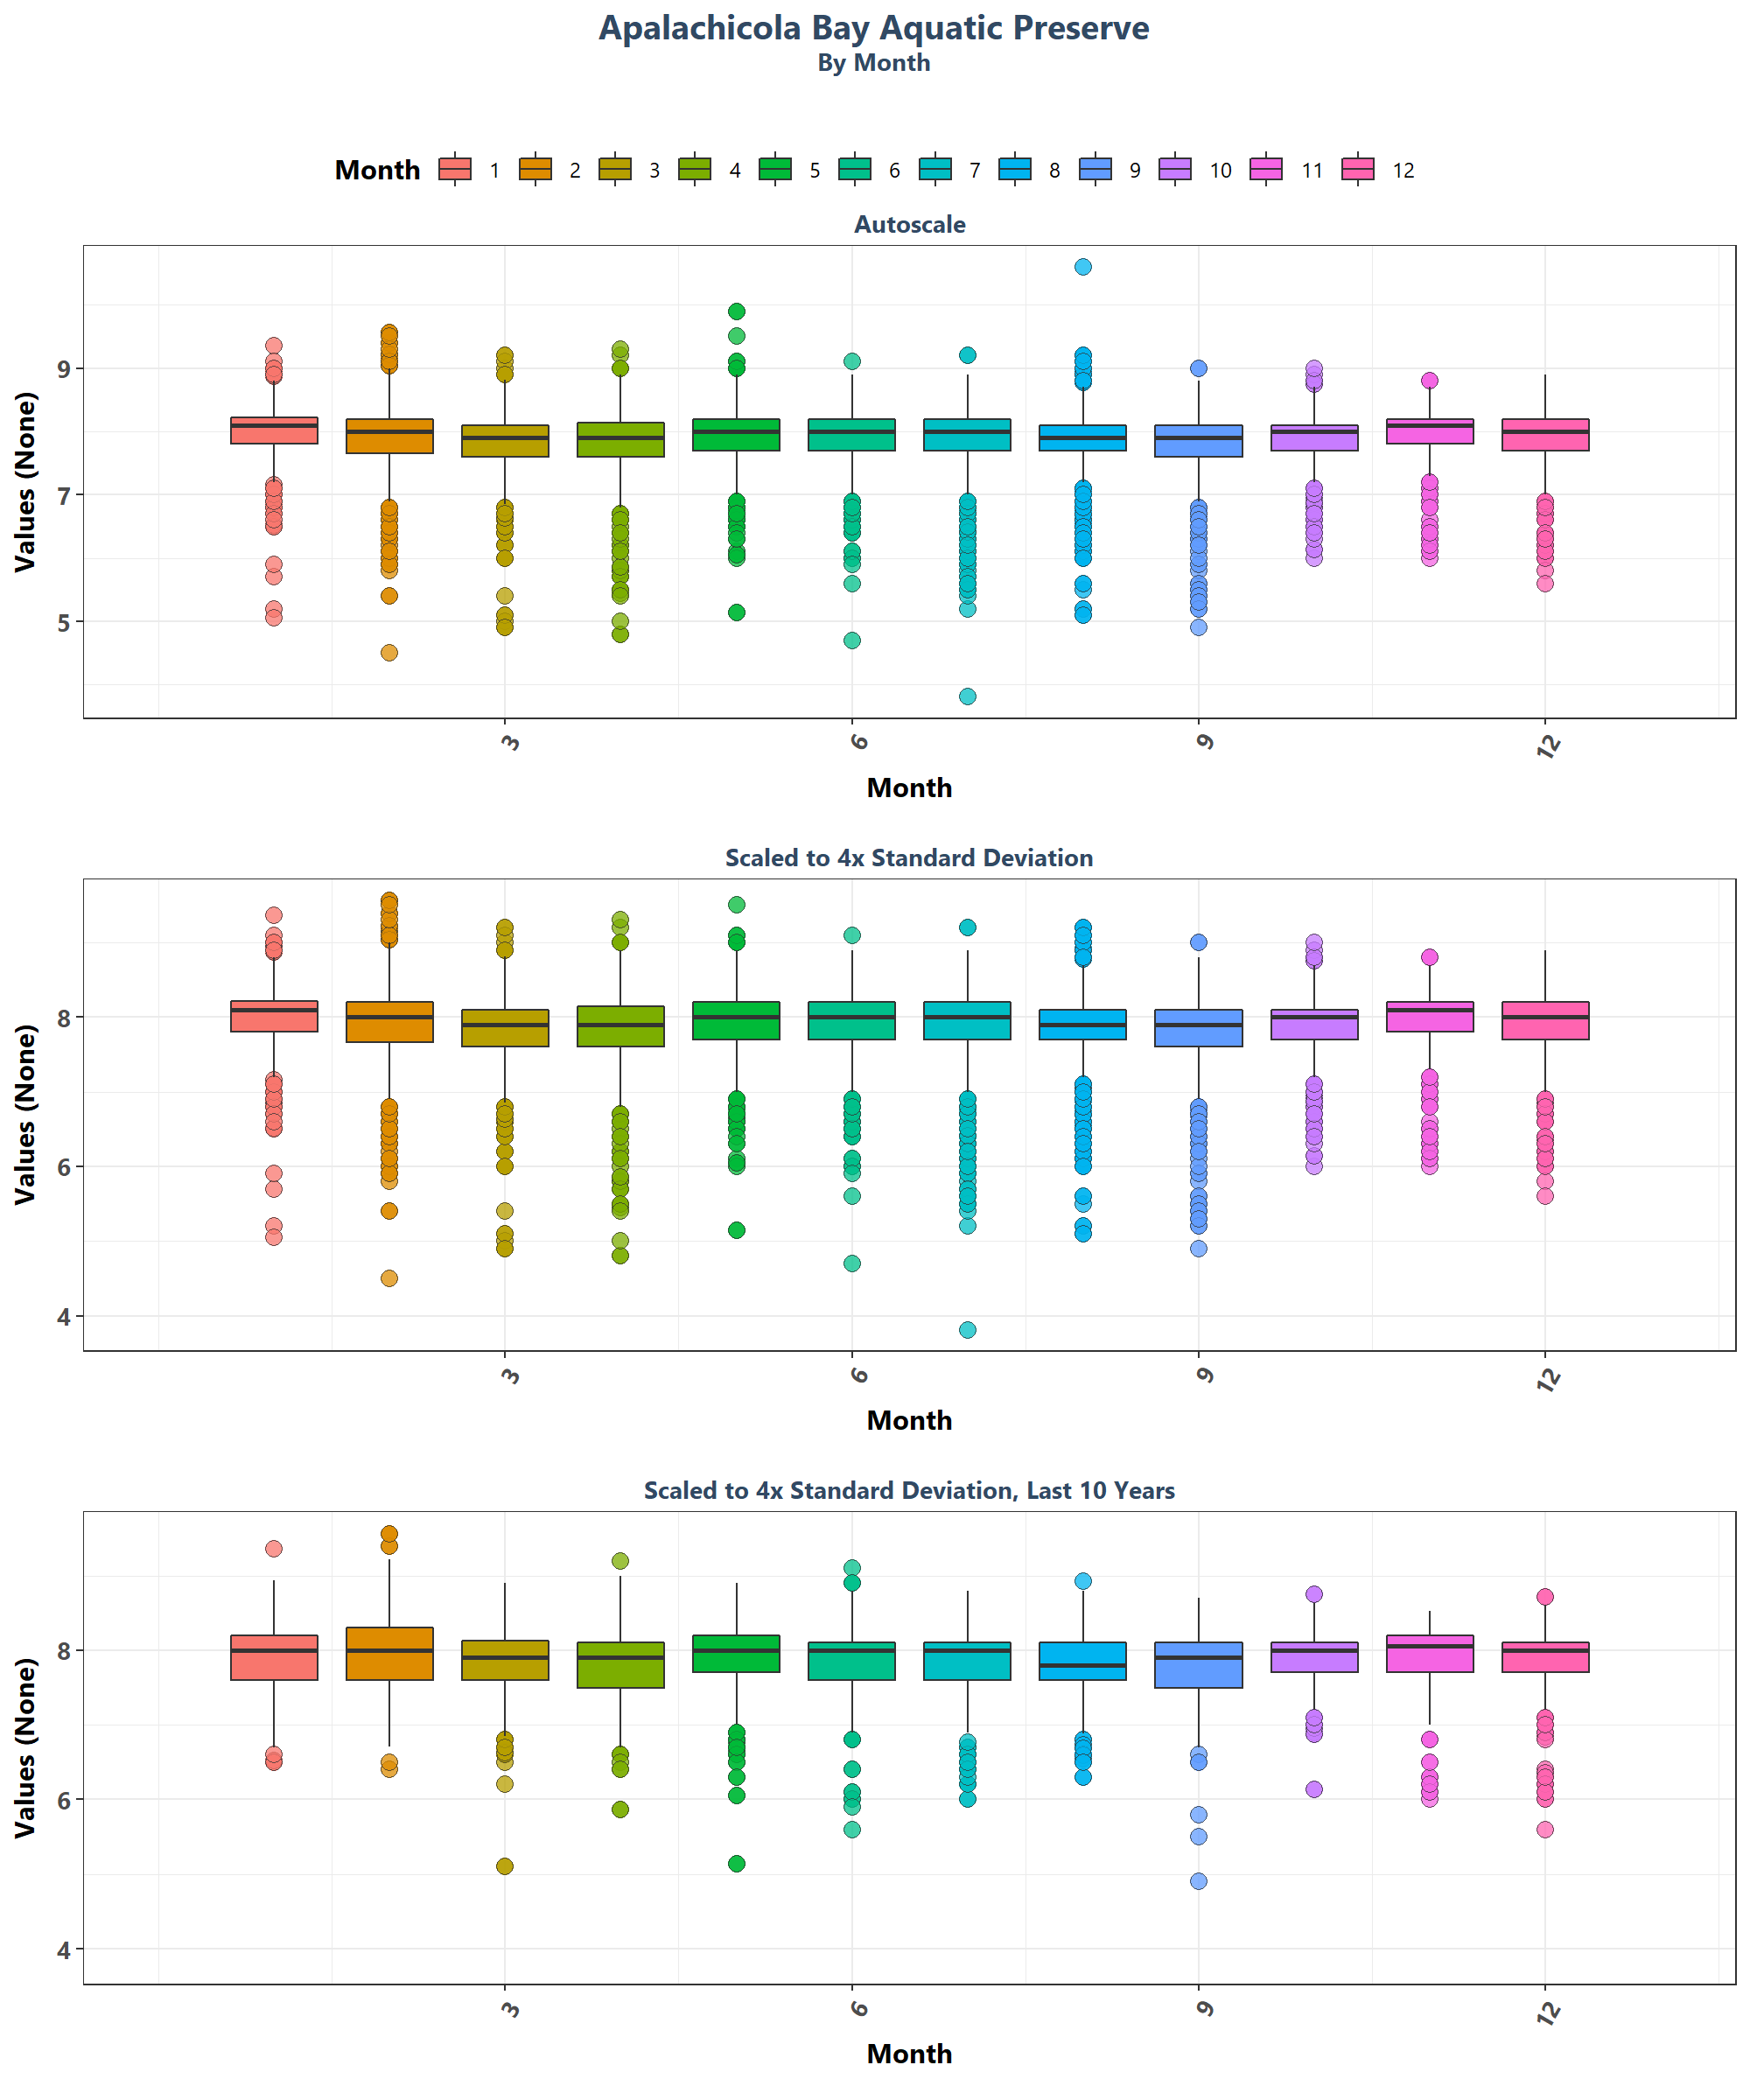 Apalachicola Bay Aquatic Preserve
By Month
Month 1 2 3 4 5 6 7 8 9 10 11 12
Autoscale
Values (None)
9
7
5
3 6 9 12
Month
Scaled to 4x Standard Deviation
Values (None)
8
6
4
3 6 9 12
Month
Scaled to 4x Standard Deviation, Last 10 Years
Values (None)
8
6
4
3 6 9 12
Month